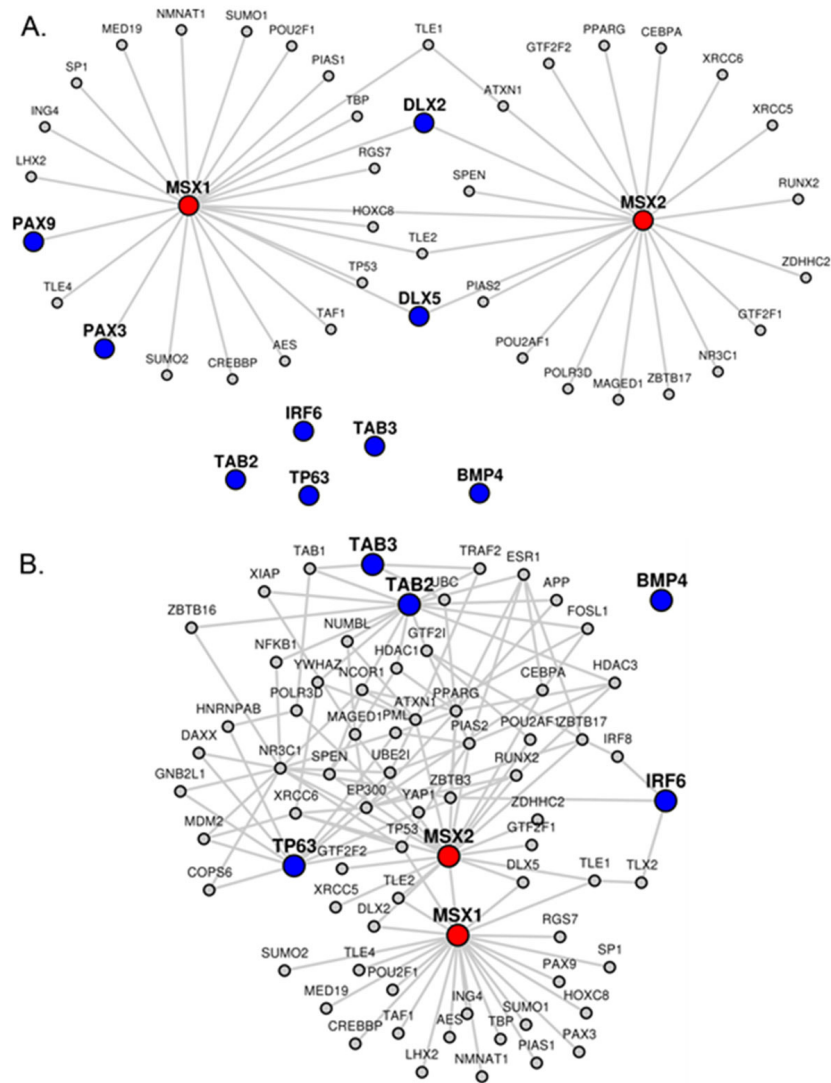 A.
NMNAT1
SUMO1
MED19
POU2F1
TLE1
PPARG
CEBPA
GTF2F2
SP1
PIAS1
XRCC6
ATXN1
ING4
TBP
DLX2
XRCC5
LHX2
RGS7
SPEN
RUNX2
MSX1
MSX2
PAX9
HOXC8
TLE2
TP53
ZDHHC2
TLE4
DLX5
PIAS2
TAF1
GTF2F1
PAX3
POU2AF1
SUMO2
CREBBP
AES
POLR3D
MAGED1
ZBTB17
NR3C1
IRF6
TAB3
TAB2
TP63
BMP4
B.
TAB3
TAB1
TRAF2
ESR1
XIAP
TAB2
UBC
APP
BMP4
ZBTB16
NUMBL
FOSL1
NFKB1
GTF2I
HDAC1
YWHAZ
NCOR1
CEBPA
HDAC3
POLR3D
PPARG
HNRNPAB
ATXN1
MAGED1
PML
PIAS2
POU2AF1
ZBTB17
DAXX
NR3C1
SPEN
UBE2I
RUNX2
IRF8
GNB2L1
EP300
ZBTB3
IRF6
XRCC6
YAP1
ZDHHC2
MDM2
TP53
MSX2
GTF2F1
TP63
GTF2F2
COPS6
XRCC5
TLE2
DLX5
TLE1
TLX2
DLX2
MSX1
RGS7
SUMO2
TLE4
SP1
POU2F1
PAX9
MED19
ING4
SUMO1
HOXC8
CREBBP
TAF1
AES
TBP
PAX3
LHX2
NMNAT1
PIAS1